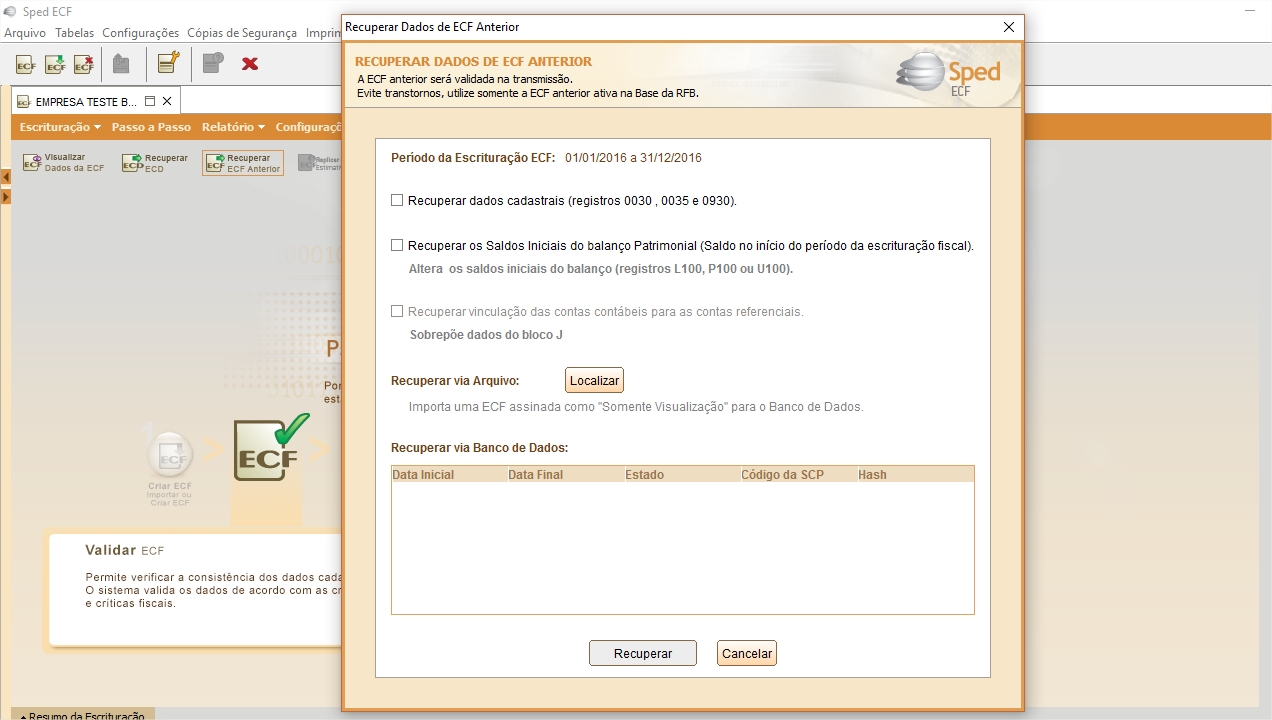 Sped ECF
Arquivo Tabelas Configurações Cópias de Segurança Imprim
ECF ECF ECF
EMPRESA TESTE B...
Escrituração Passo a Passo Relatório Configuraçõ
Visualizar
Dados da ECF
Recuperar
ECD
Recuperar
ECF Anterior
Replicar
Estimativ
Por
está
ECF
Criar ECF
Importar ou
Criar ECF
Validar ECF
Permite verificar a consistência dos dados cada
O sistema valida os dados de acordo com as cr
e críticas fiscais.
Resumo da Escrituração
Recuperar Dados de ECF Anterior
RECUPERAR DADOS DE ECF ANTERIOR
A ECF anterior será validada na transmissão.
Evite transtornos, utilize somente a ECF anterior ativa na Base da RFB.
Sped
ECF
Período da Escrituração ECF: 01/01/2016 a 31/12/2016
Recuperar dados cadastrais (registros 0030 , 0035 e 0930).
Recuperar os Saldos Iniciais do balanço Patrimonial (Saldo no início do período da escrituração fiscal).
Altera os saldos iniciais do balanço (registros L100, P100 ou U100).
Recuperar vinculação das contas contábeis para as contas referenciais.
Sobrepõe dados do bloco J
Recuperar via Arquivo: Localizar
Importa uma ECF assinada como "Somente Visualização" para o Banco de Dados.
Recuperar via Banco de Dados:
Data Inicial Data Final Estado Código da SCP Hash
Recuperar Cancelar